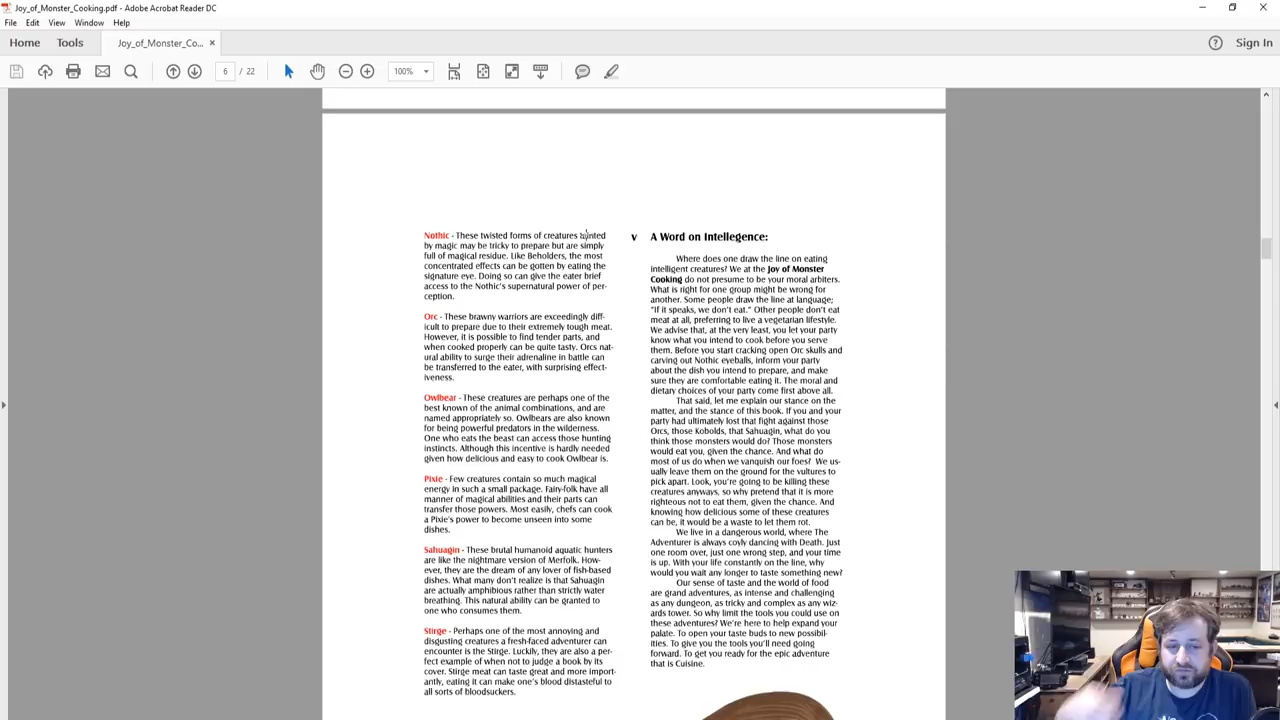 Joy_of_Monster_Cooking.pdf - Adobe Acrobat Reader DC
File Edit View Window Help
Home Tools Joy_of_Monster_Co... × Sign In
6 / 22 100%
Nothic - These twisted forms of creatures
by magic may be tricky to prepare but are simply
full of magical residue. Like Beholders, the most
concentrated effects can be gotten by eating the
signature eye. Doing so can give the eater brief
access to the Nothic's supernatural power of per-
ception.
Orc - These brawny warriors are exceedingly diff-
icult to prepare due to their extremely tough meat.
However, it is possible to find tender parts, and
when cooked properly can be quite tasty. Orcs nat-
ural ability to surge their adrenaline in battle can
be transferred to the eater, with surprising effect-
iveness.
Owlbear - These creatures are perhaps one of the
best known of the animal combinations, and are
named appropriately so. Owlbears are also known
for being powerful predators in the wilderness.
One who eats the beast can access those hunting
instincts. Although this incentive is hardly needed
given how delicious and easy to cook Owlbear is.
Pixie - Few creatures contain so much magical
energy in such a small package. Fairy-folk have all
manner of magical abilities and their parts can
transfer those powers. Most easily, chefs can cook
a Pixie's power to become unseen into some
dishes.
Sahuagin - These brutal humanoid aquatic hunters
are like the nightmare version of Merfolk. How-
ever, they are the dream of any lover of fish-based
dishes. What many don't realize is that Sahuagin
are actually amphibious rather than strictly water
breathing. This natural ability can be granted to
one who consumes them.
Stirge - Perhaps one of the most annoying and
disgusting creatures a fresh-faced adventurer can
encounter is the Stirge. Luckily, they are also a per-
fect example of when not to judge a book by its
cover. Stirge meat can taste great and more import-
antly, eating it can make one's blood distasteful to
all sorts of bloodsuckers.
v A Word on Intellegence:
Where does one draw the line on eating
intelligent creatures? We at the Joy of Monster
Cooking do not presume to be your moral arbiters.
What is right for one group might be wrong for
another. Some people draw the line at language;
"If it speaks, we don't eat." Other people don't eat
meat at all, preferring to live a vegetarian lifestyle.
We advise that, at the very least, you let your party
know what you intend to cook before you serve
them. Before you start cracking open Orc skulls and
carving out Nothic eyeballs, inform your party
about the dish you intend to prepare, and make
sure they are comfortable eating it. The moral and
dietary choices of your party come first above all.
That said, let me explain our stance on the
matter, and the stance of this book. If you and your
party had ultimately lost that fight against those
Orcs, those Kobolds, that Sahuagin, what do you
think those monsters would do? Those monsters
would eat you, given the chance. And what do
most of us do when we vanquish our foes? We us-
ually leave them on the ground for the vultures to
pick apart. Look, you're going to be killing these
creatures anyways, so why pretend that it is more
righteous not to eat them, given the chance. And
knowing how delicious some of these creatures
can be, it would be a waste to let them rot.
We live in a dangerous world, where The
Adventurer is always coyly dancing with Death. Just
one room over, just one wrong step, and your time
is up. With your life constantly on the line, why
would you wait any longer to taste something new?
Our sense of taste and the world of food
are grand adventures, as intense and challenging
as any dungeon, as tricky and complex as any wiz-
ards tower. So why limit the tools you could use on
these adventures? We're here to help expand your
palate. To open your taste buds to new possibil-
ities. To give you the tools you'll need going
forward. To get you ready for the epic adventure
that is Cuisine.